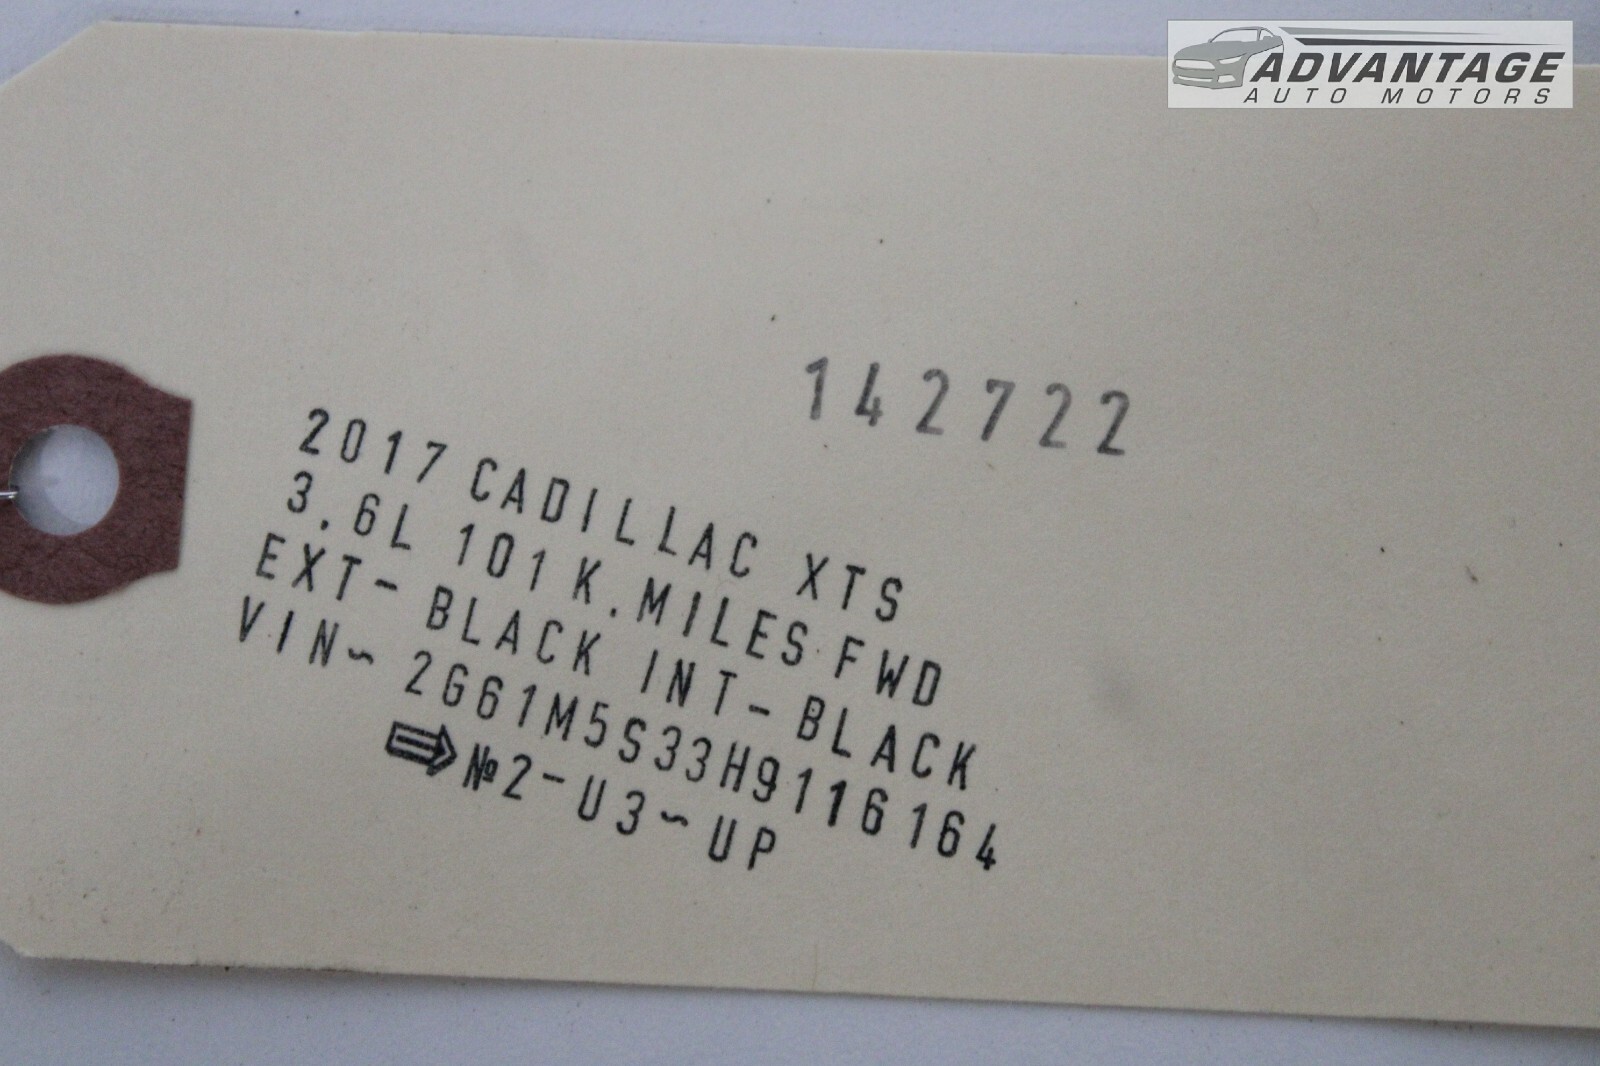 ADVANTAGE
AUTO MOTORS
142722
2017 CADILLAC XTS
3.6L 101K.MILES FWD
EXT- BLACK INT-BLACK
VIN~ 2G61M5S33H9116164
⇒ №2-U3~UP